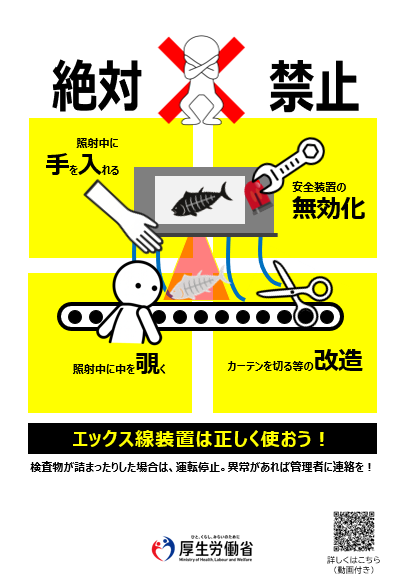 絶対 禁止
照射中に
手を入れる
安全装置の
無効化
照射中に中を覗く
カーテンを切る等の改造
エックス線装置は正しく使おう！
検査物が詰まったりした場合は、運転停止。異常があれば管理者に連絡を！
ひと、くらし、みらいのために
厚生労働省
Ministry of Health, Labour and Welfare
詳しくはこちら
（動画付き）